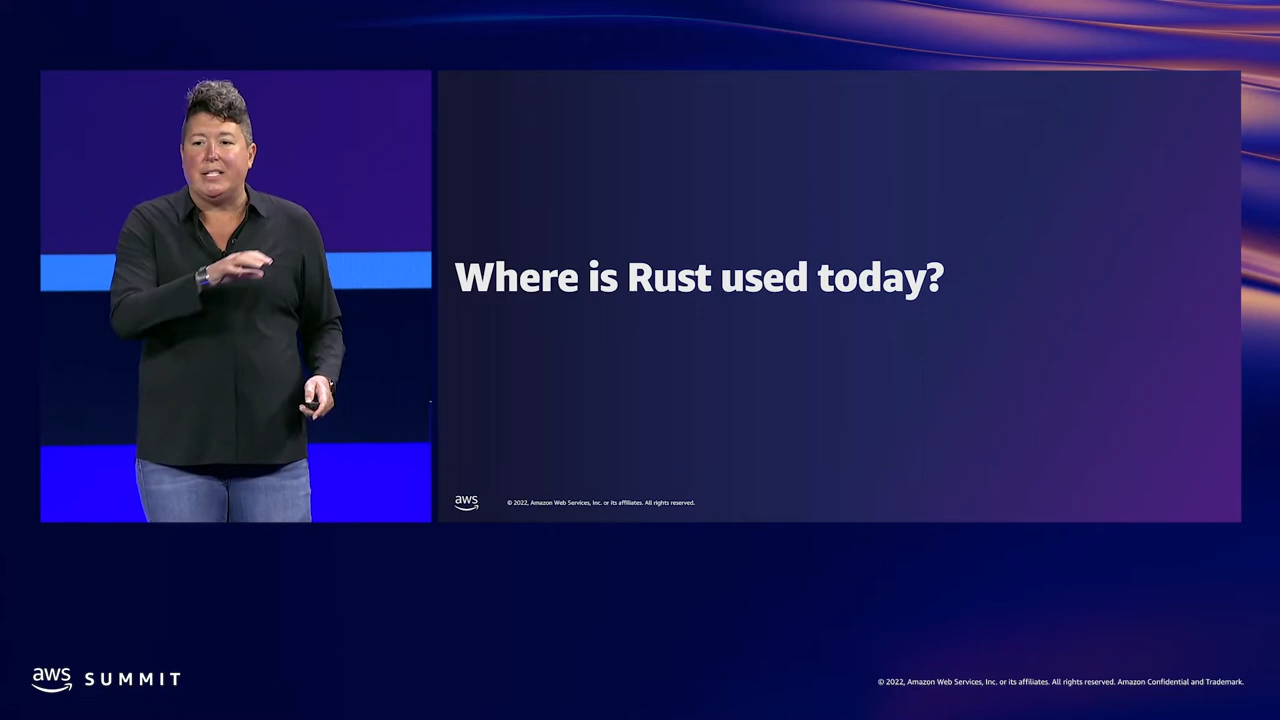 Where is Rust used today?
aws
© 2022, Amazon Web Services, Inc. or its affiliates. All rights reserved.
aws SUMMIT
© 2022, Amazon Web Services, Inc. or its affiliates. All rights reserved. Amazon Confidential and Trademark.